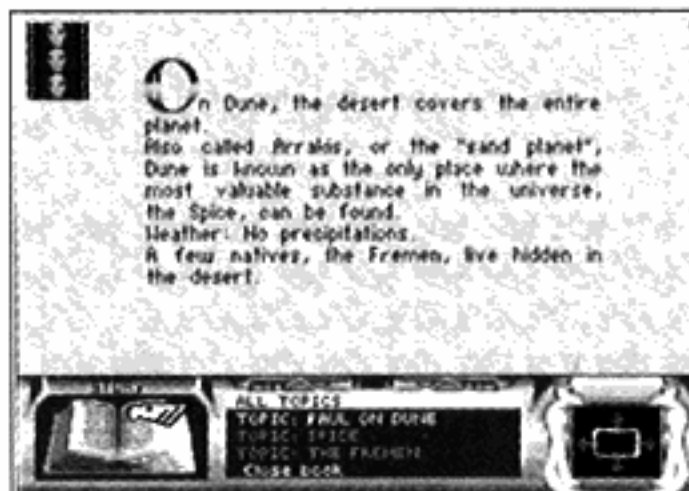 On Dune, the desert covers the entire
planet.
Also called Arrakis, or the "sand planet",
Dune is known as the only place where the
most valuable substance in the universe,
the Spice, can be found.
Weather: No precipitations.
A few natives, the Fremen, live hidden in
the desert.
ALL TOPICS
TOPIC: PAUL ON DUNE
TOPIC: SPICE
TOPIC: THE FREMEN
Close book